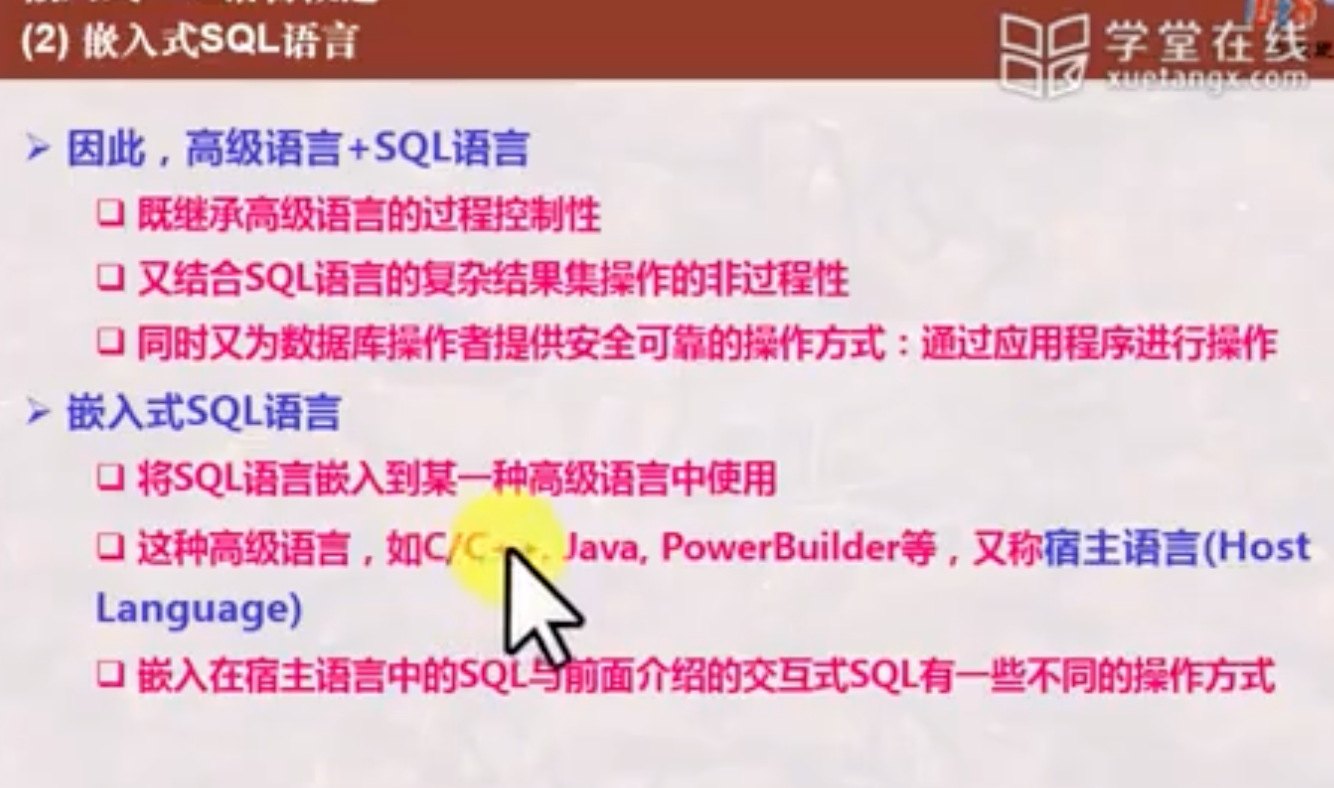 (2) 嵌入式SQL语言
学堂在线
xuetangx.com
因此，高级语言+SQL语言
既继承高级语言的过程控制性
又结合SQL语言的复杂结果集操作的非过程性
同时又为数据库操作者提供安全可靠的操作方式：通过应用程序进行操作
嵌入式SQL语言
将SQL语言嵌入到某一种高级语言中使用
这种高级语言，如C/C++, Java, PowerBuilder等，又称宿主语言(Host
Language)
嵌入在宿主语言中的SQL与前面介绍的交互式SQL有一些不同的操作方式